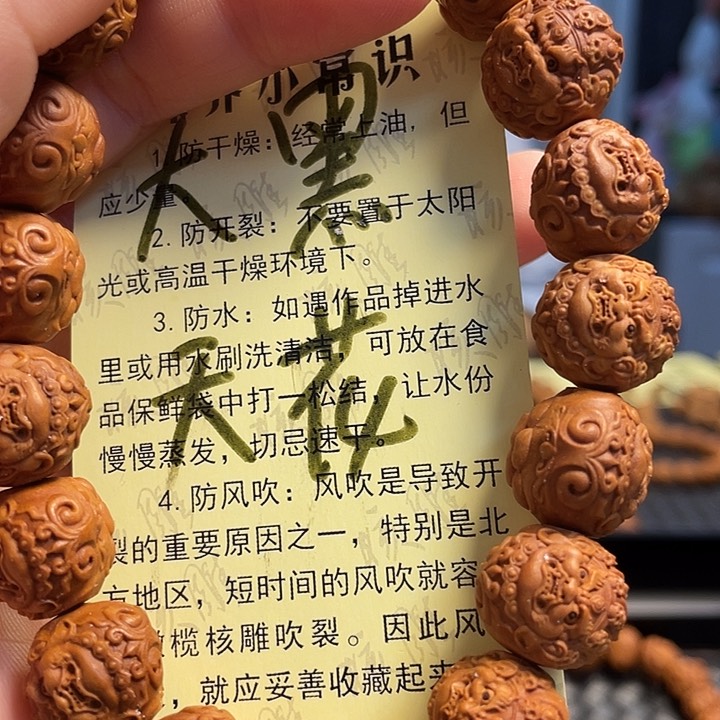 养小常识
1. 防干燥：经常上油，但
应少量。
2. 防开裂：不要置于太阳
光或高温干燥环境下。
3. 防水：如遇作品掉进水
里或用水刷洗清洁，可放在食
品保鲜袋中打一松结，让水份
慢慢蒸发，切忌速干。
4. 防风吹：风吹是导致开
裂的重要原因之一，特别是北
方地区，短时间的风吹就容
榄核雕吹裂。因此风
，就应妥善收藏起来
大黑
天花